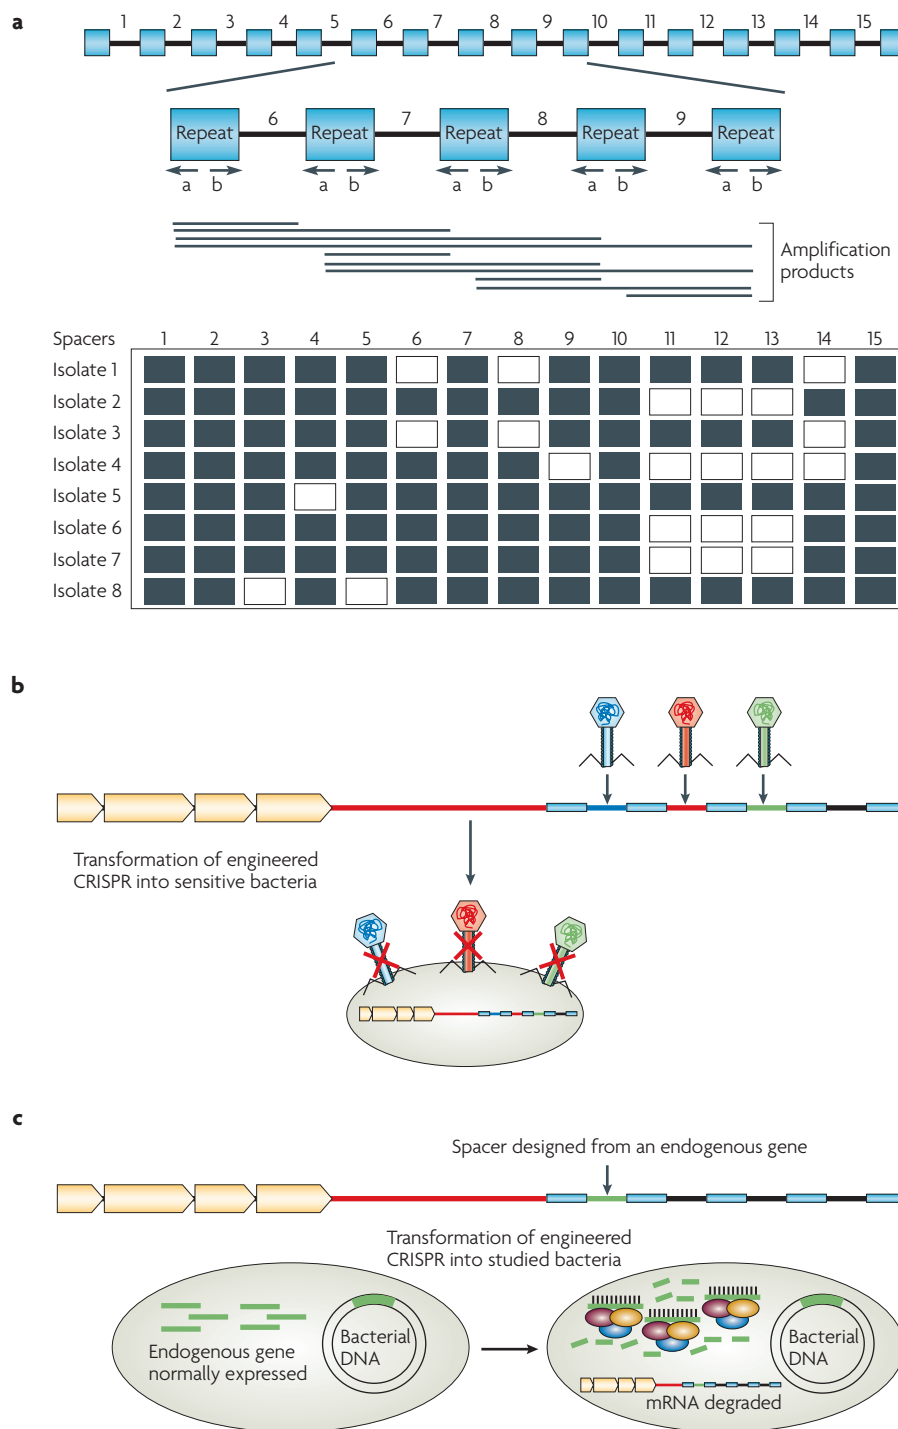 a
1 2 3 4 5 6 7 8 9 10 11 12 13 14 15
6 7 8 9
Repeat Repeat Repeat Repeat Repeat
a b a b a b a b a b
Amplification
products
Spacers 1 2 3 4 5 6 7 8 9 10 11 12 13 14 15
Isolate 1
Isolate 2
Isolate 3
Isolate 4
Isolate 5
Isolate 6
Isolate 7
Isolate 8
b
Transformation of engineered
CRISPR into sensitive bacteria
c
Spacer designed from an endogenous gene
Transformation of engineered
CRISPR into studied bacteria
Endogenous gene
normally expressed
Bacterial
DNA
Bacterial
DNA
mRNA degraded